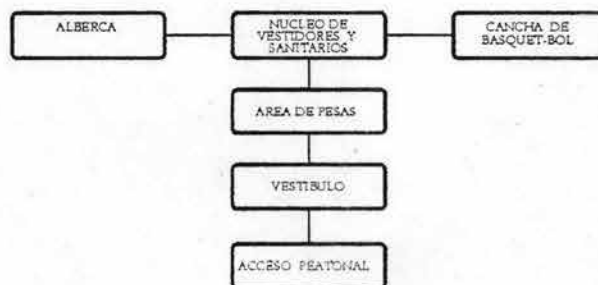 ALBERCA
NUCLEO DE
VESTIDORES Y
SANITARIOS
CANCHA DE
BASQUET-BOL
AREA DE PESAS
VESTIBULO
ACCESO PEATONAL